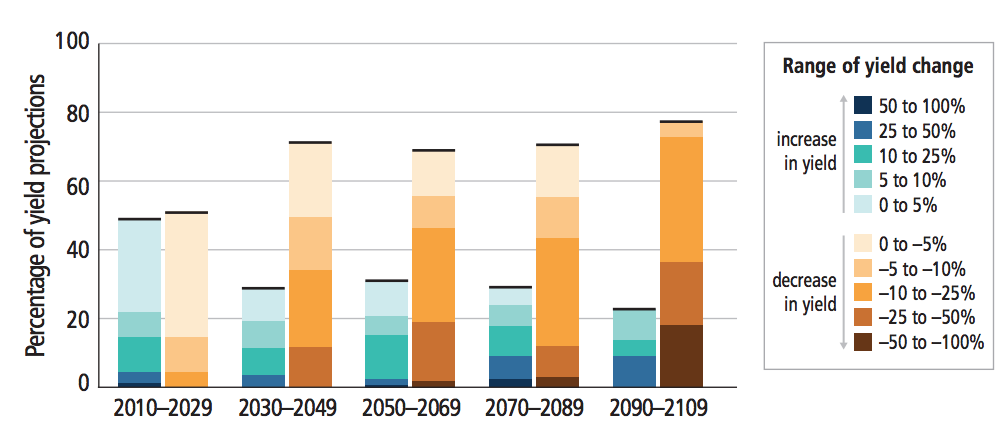 Percentage of yield projections
100
80
60
40
20
0
2010–2029
2030–2049
2050–2069
2070–2089
2090–2109
Range of yield change
increase
in yield
50 to 100%
25 to 50%
10 to 25%
5 to 10%
0 to 5%
decrease
in yield
0 to –5%
–5 to –10%
–10 to –25%
–25 to –50%
–50 to –100%